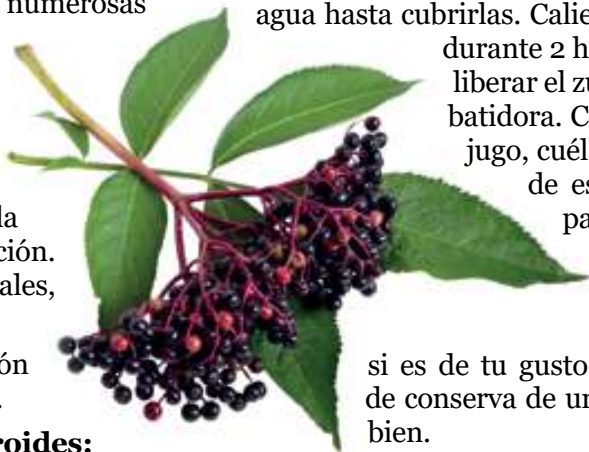 numerosas
la
ción.
ales,
ón
.
roides:
agua hasta cubrirlas. Calie
durante 2 h
liberar el zu
batidora. C
jugo, cuél
de es
pa
si es de tu gusto
de conserva de un
bien.